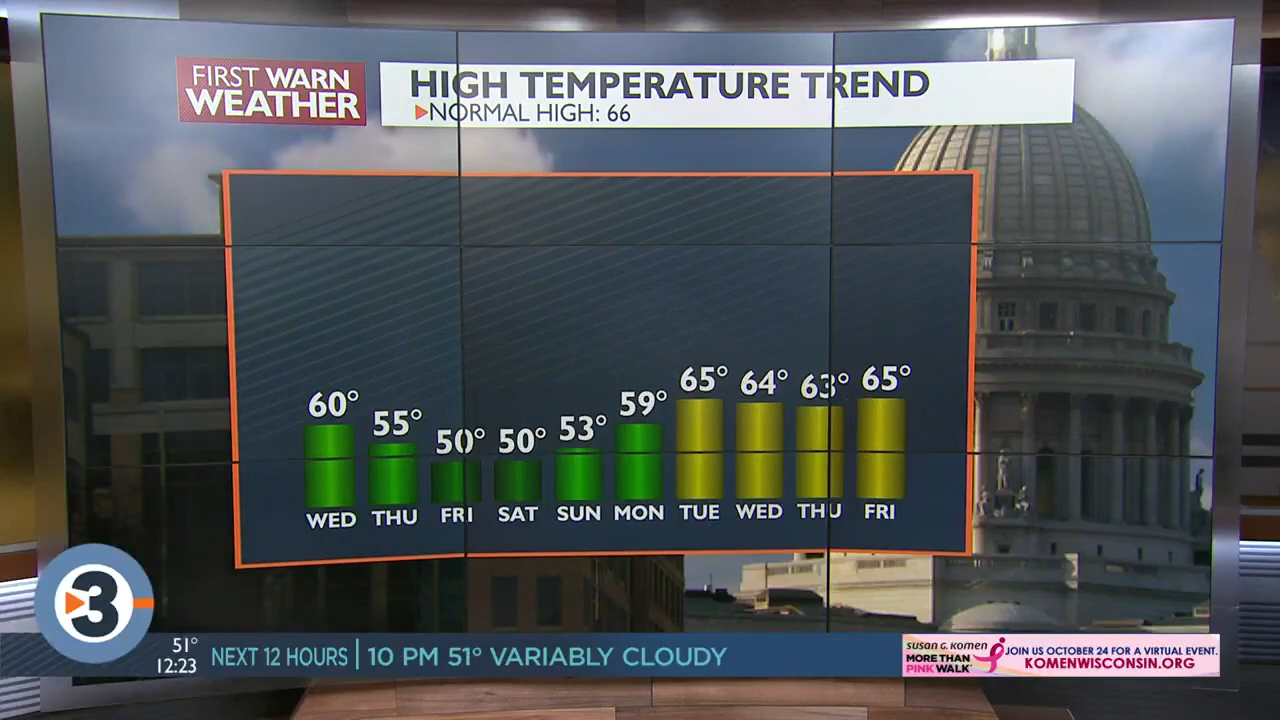 FIRST WARN
WEATHER
HIGH TEMPERATURE TREND
NORMAL HIGH: 66
60° 55° 50° 50° 53° 59° 65° 64° 63° 65°
WED THU FRI SAT SUN MON TUE WED THU FRI
3
51°
12:23
NEXT 12 HOURS 10 PM 51° VARIABLY CLOUDY
susan g. komen
MORE THAN
PINK WALK
JOIN US OCTOBER 24 FOR A VIRTUAL EVENT.
KOMENWISCONSIN.ORG